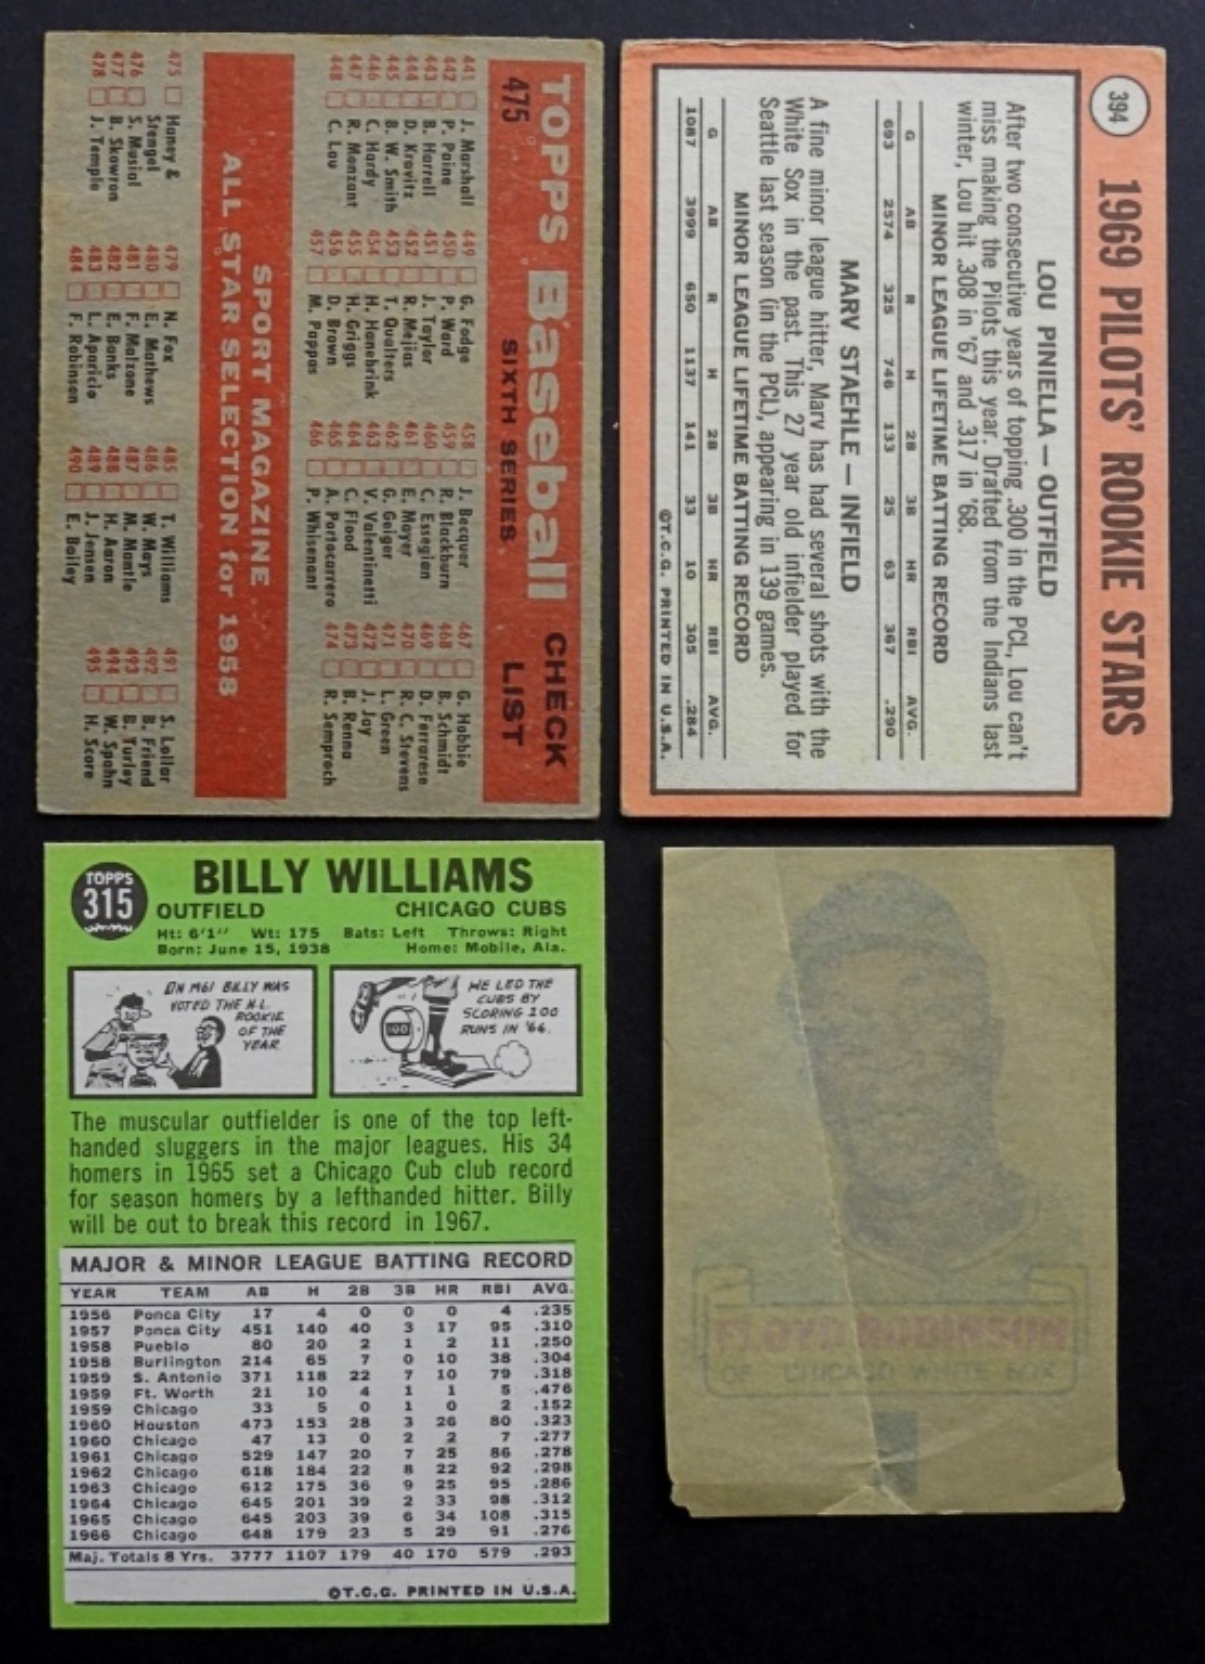 TOPPS Baseball CHECK
475 SIXTH SERIES LIST
441 J. Marshall 449 G. Fodge 458 J. Becquer 467 G. Hobbie
442 P. Paine 450 P. Ward 459 R. Blackburn 468 B. Schmidt
443 B. Harrell 451 J. Taylor 460 C. Essegian 469 D. Ferrarese
444 D. Kravitz 452 R. Mejias 461 E. Mayer 470 R. C. Stevens
445 B. W. Smith 453 T. Qualters 462 G. Geiger 471 L. Green
446 C. Hardy 454 H. Hanebrink 463 V. Valentinetti 472 J. Jay
447 R. Monzant 455 H. Griggs 464 C. Flood 473 B. Renna
448 C. Lau 456 D. Brown 465 A. Portocarrero 474 R. Semproch
457 M. Pappas 466 P. Whisenant
SPORT MAGAZINE
ALL STAR SELECTION for 1958
475 Haney & 479 N. Fox 485 T. Williams 491 S. Lollar
Stengel 480 E. Mathews 486 W. Mays 492 B. Friend
476 S. Musial 481 F. Malzone 487 M. Mantle 493 B. Turley
477 B. Skowron 482 E. Banks 488 H. Aaron 494 W. Spahn
478 J. Temple 483 L. Aparicio 489 J. Jensen 495 H. Score
484 F. Robinson 490 E. Bailey
394 1969 PILOTS' ROOKIE STARS
LOU PINIELLA — OUTFIELD
After two consecutive years of topping .300 in the PCL, Lou can't
miss making the Pilots this year. Drafted from the Indians last
winter, Lou hit .308 in '67 and .317 in '68.
MINOR LEAGUE LIFETIME BATTING RECORD
G AB R H 2B 3B HR RBI AVG.
693 2574 325 746 133 25 63 367 .290
MARV STAEHLE — INFIELD
A fine minor league hitter, Marv has had several shots with the
White Sox in the past. This 27 year old infielder played for
Seattle last season (in the PCL), appearing in 139 games.
MINOR LEAGUE LIFETIME BATTING RECORD
G AB R H 2B 3B HR RBI AVG.
1087 3999 650 1137 141 33 10 305 .284
©T.C.G. PRINTED IN U.S.A.
TOPPS
315
BILLY WILLIAMS
OUTFIELD CHICAGO CUBS
Ht: 6'1" Wt: 175 Bats: Left Throws: Right
Born: June 15, 1938 Home: Mobile, Ala.
IN 1961 BILLY WAS
VOTED THE N.L.
ROOKIE
OF THE
YEAR
HE LED THE
CUBS BY
SCORING 100
RUNS IN '66.
100
The muscular outfielder is one of the top left-
handed sluggers in the major leagues. His 34
homers in 1965 set a Chicago Cub club record
for season homers by a lefthanded hitter. Billy
will be out to break this record in 1967.
MAJOR & MINOR LEAGUE BATTING RECORD
YEAR TEAM AB H 2B 3B HR RBI AVG.
1956 Ponca City 17 4 0 0 0 4 .235
1957 Ponca City 451 140 40 3 17 95 .310
1958 Pueblo 80 20 2 1 2 11 .250
1958 Burlington 214 65 7 0 10 38 .304
1959 S. Antonio 371 118 22 7 10 79 .318
1959 Ft. Worth 21 10 4 1 1 5 .476
1959 Chicago 33 5 0 1 0 2 .152
1960 Houston 473 153 28 3 26 80 .323
1960 Chicago 47 13 0 2 2 7 .277
1961 Chicago 529 147 20 7 25 86 .278
1962 Chicago 618 184 22 8 22 92 .298
1963 Chicago 612 175 36 9 25 95 .286
1964 Chicago 645 201 39 2 33 98 .312
1965 Chicago 645 203 39 6 34 108 .315
1966 Chicago 648 179 23 5 29 91 .276
Maj. Totals 8 Yrs. 3777 1107 179 40 170 579 .293
©T.C.G. PRINTED IN U.S.A.
OF CHICAGO WHITE SOX